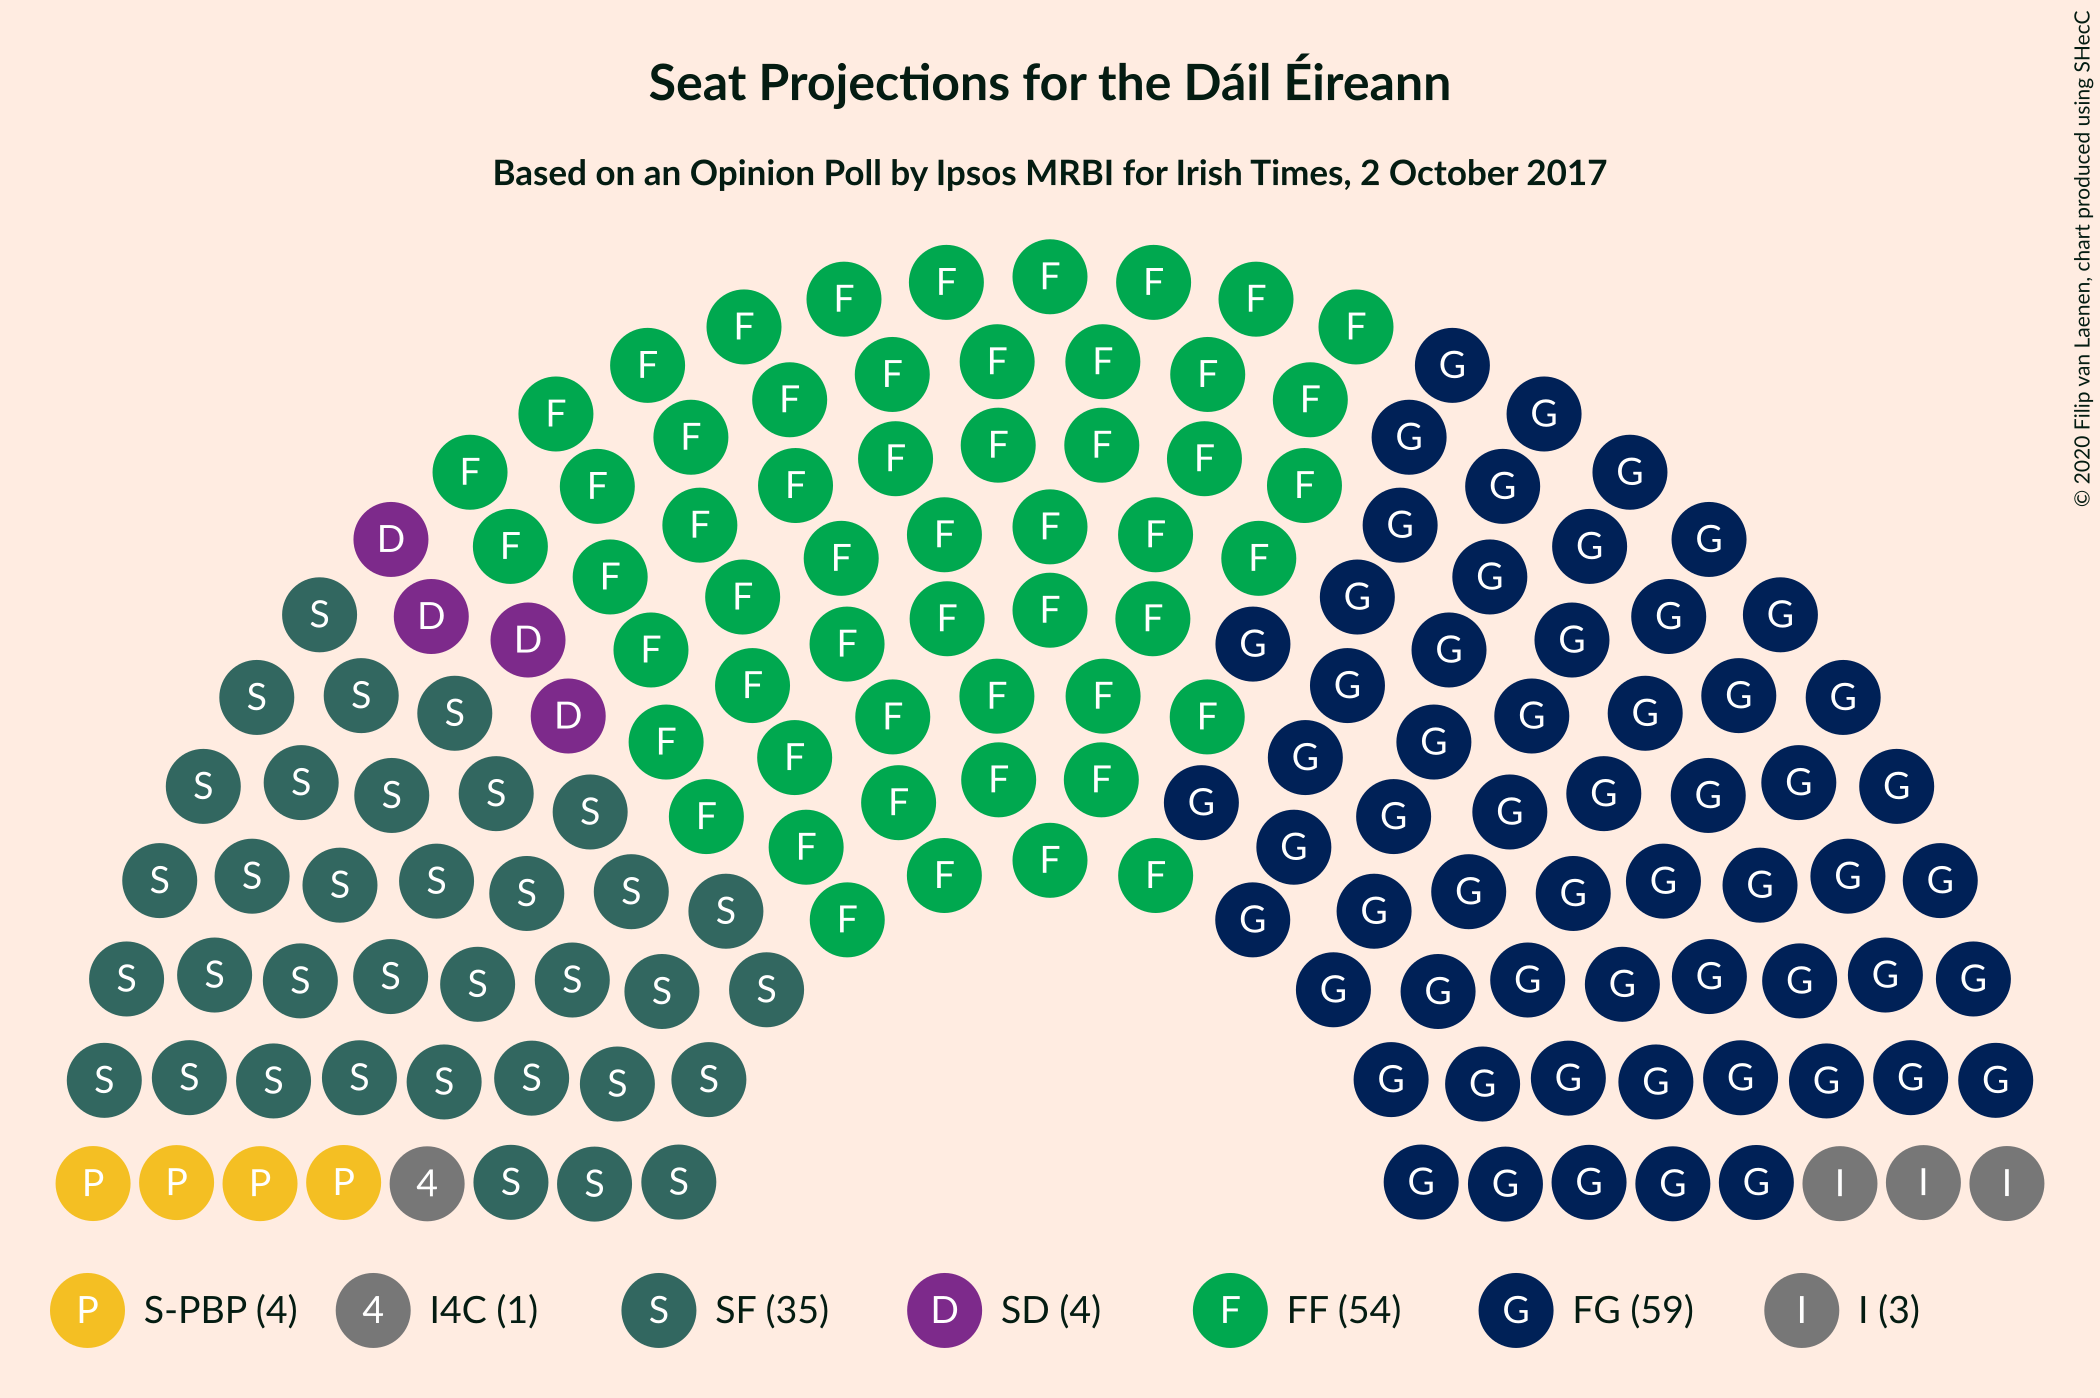 Seat Projections for the Dáil Éireann
Based on an Opinion Poll by Ipsos MRBI for Irish Times, 2 October 2017
© 2020 Filip van Laenen, chart produced using SHecC
F F F F F F
F F F F F F G
F F F G
F F F F F G G
F F F F F G G
D F F F F F G G G
S D D F F F F F G G G G
S S S D F F F F F F G G G G G G
S S S S S F F F F F G G G G G G G G
S S S S S S S F F F F F G G G G G G G G G
S S S S S S S S G G G G G G G G
S S S S S S S S G G G G G G G G
P P P P 4 S S S G G G G G I I I
P S-PBP (4) 4 I4C (1) S SF (35) D SD (4) F FF (54) G FG (59) I I (3)